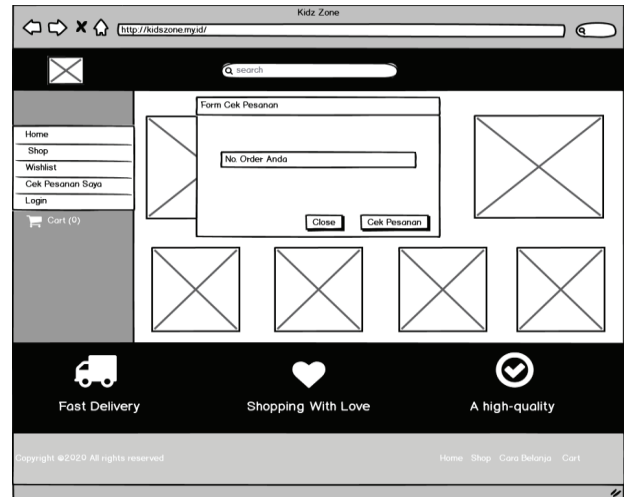 Kidz Zone
http://kidszone.my.id/
search
Form Cek Pesanan
No. Order Anda
Close
Cek Pesanan
Home
Shop
Wishlist
Cek Pesanan Saya
Login
Cart (0)
Fast Delivery
Shopping With Love
A high-quality
Copyright ©2020 All rights reserved
Home Shop Cara Belanja Cart